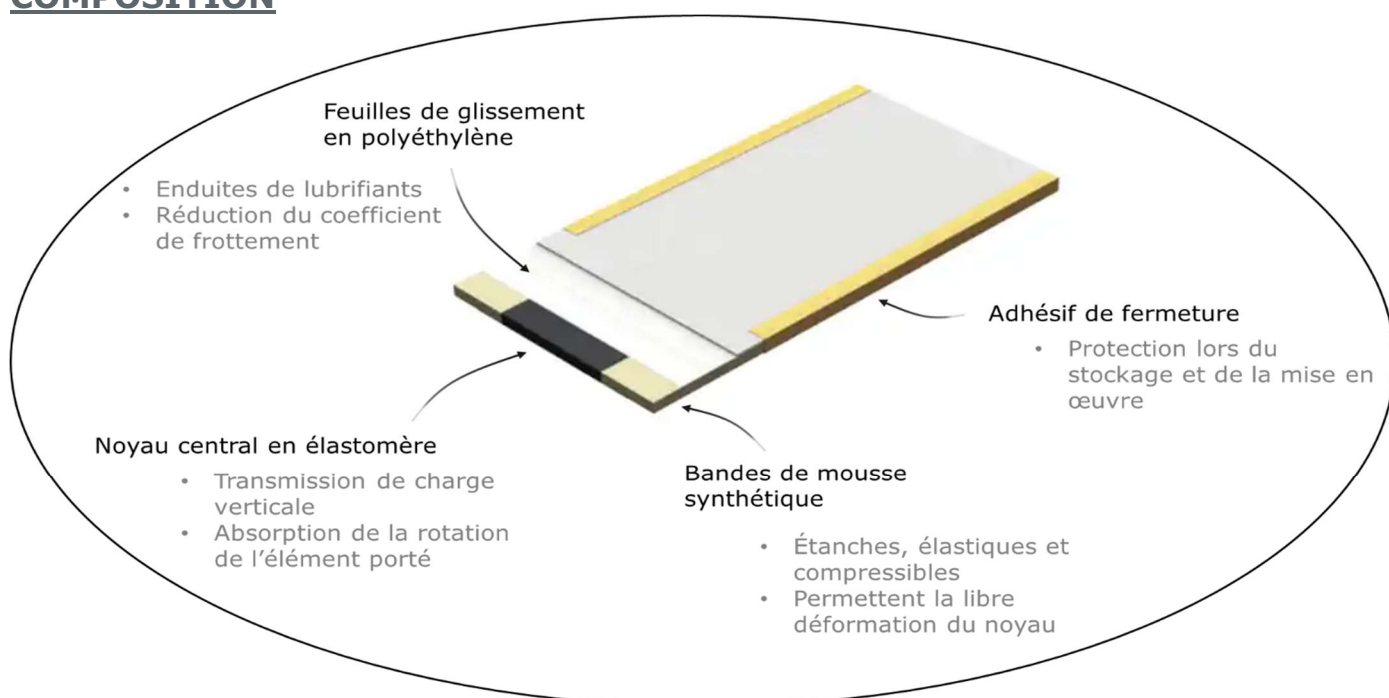 COMPOSITION
Feuilles de glissement
en polyéthylène
• Enduites de lubrifiants
• Réduction du coefficient
de frottement
Adhésif de fermeture
• Protection lors du
stockage et de la mise en
œuvre
Noyau central en élastomère
• Transmission de charge
verticale
• Absorption de la rotation
de l’élément porté
Bandes de mousse
synthétique
• Étanches, élastiques et
compressibles
• Permettent la libre
déformation du noyau